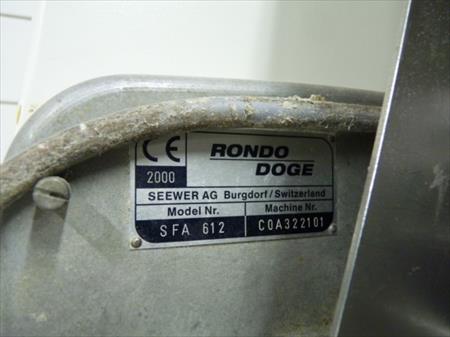 CE RONDO
2000 DOGE
SEEWER AG Burgdorf/Switzerland
Model Nr. Machine Nr.
SFA 612 C0A322101